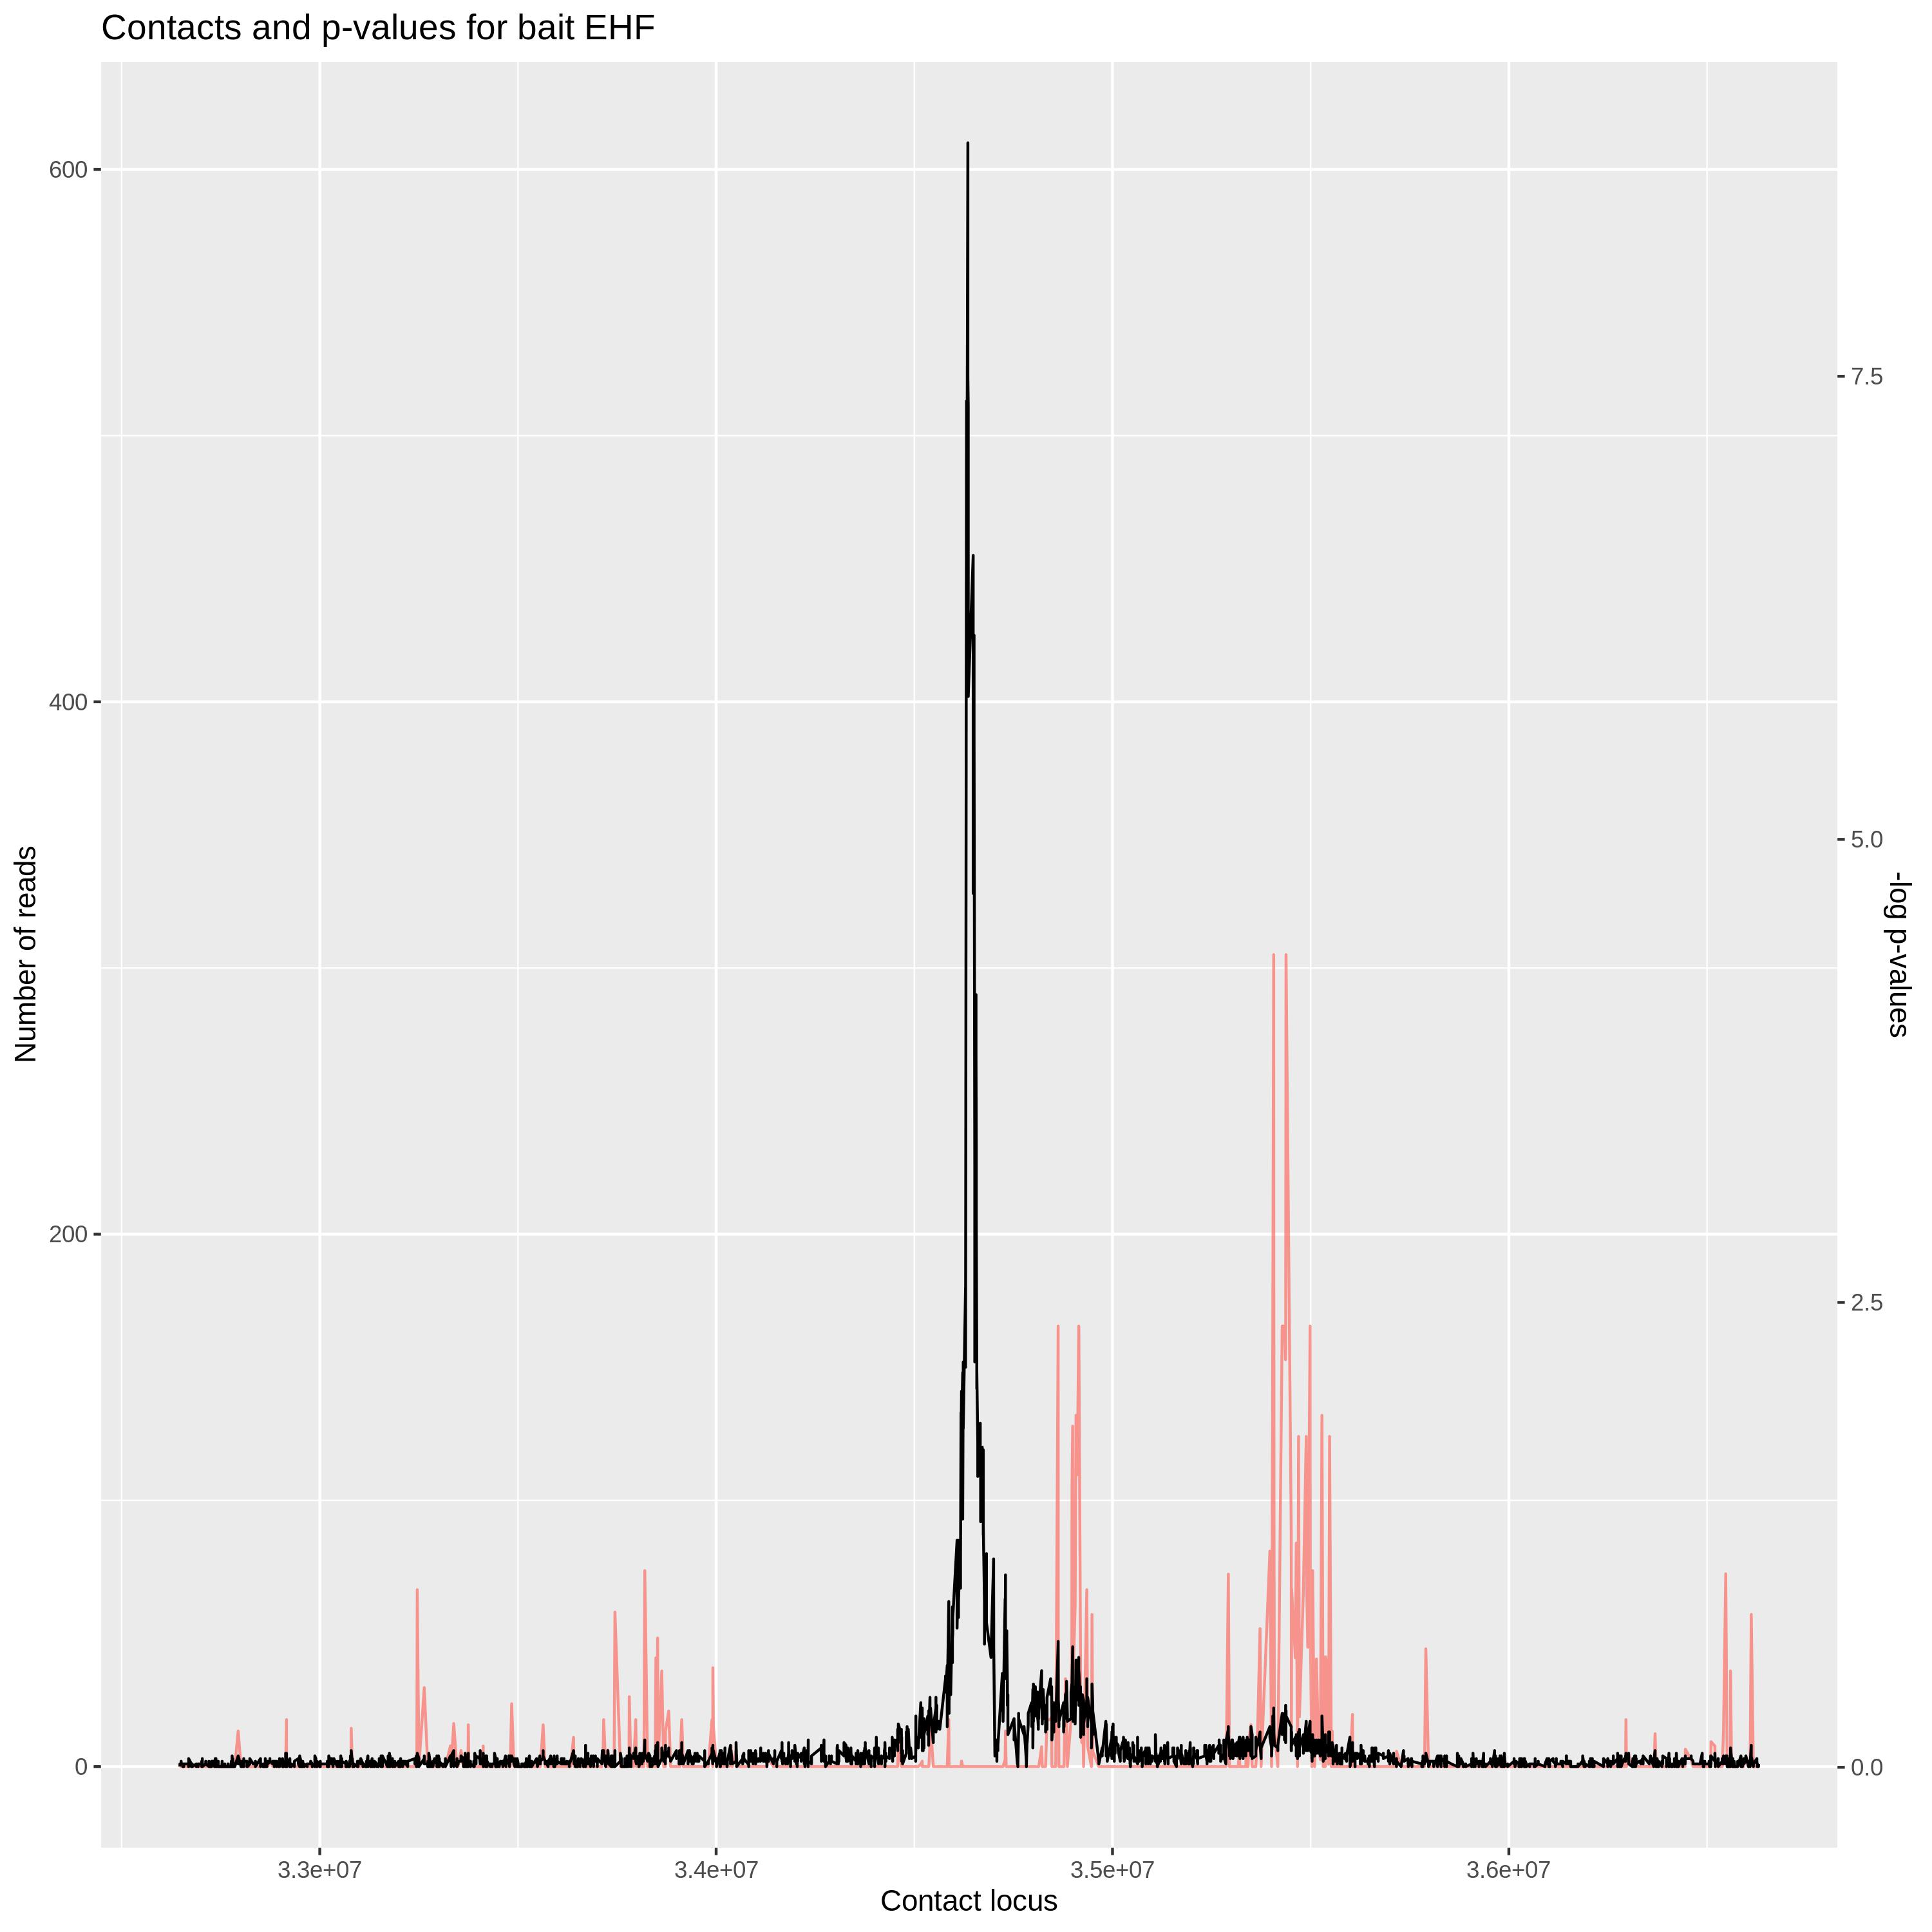 Contacts and p-values for bait EHF
600
400
200
0
Number of reads
7.5
5.0
2.5
0.0
-log p-values
3.3e+07 3.4e+07 3.5e+07 3.6e+07
Contact locus